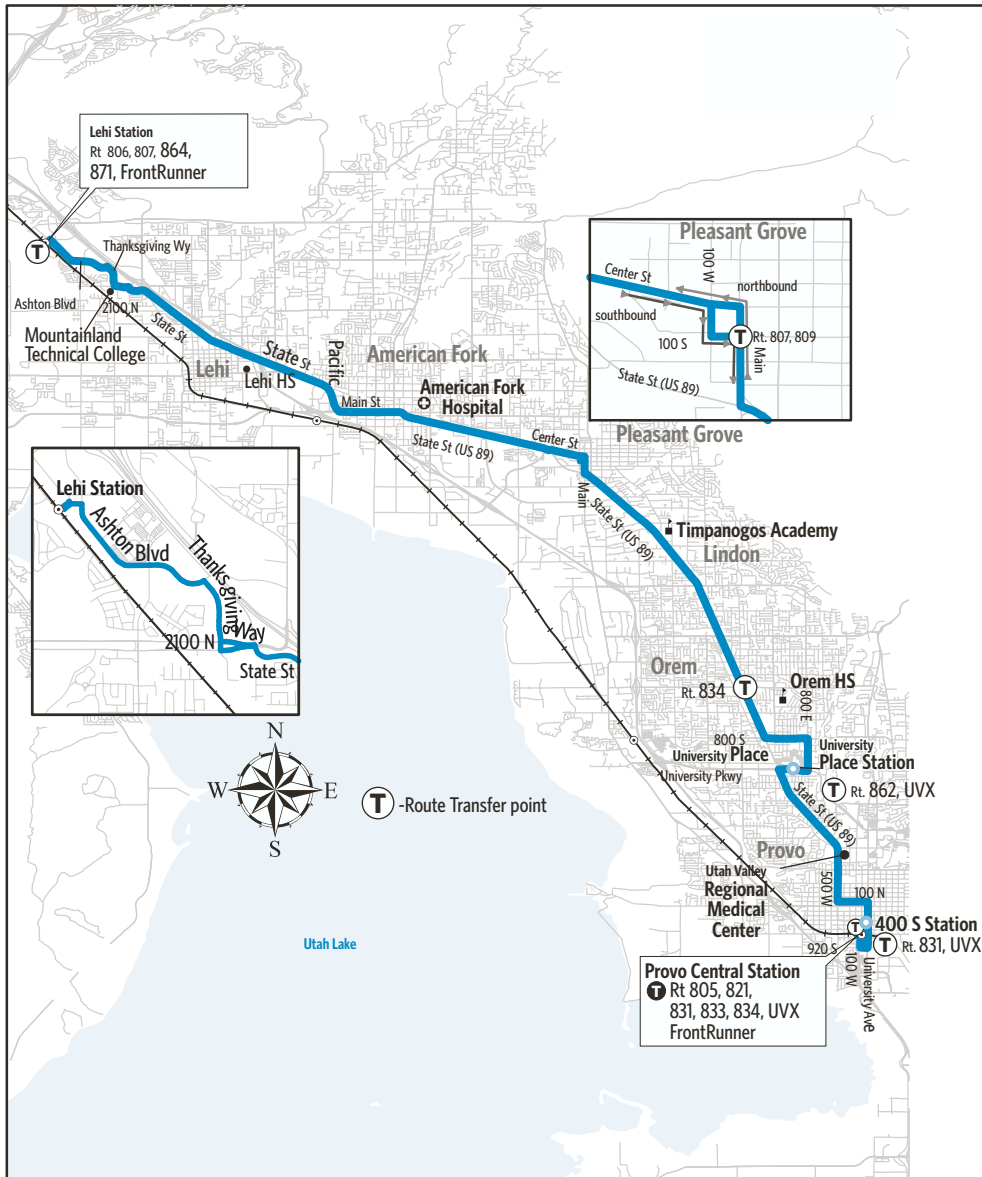 Lehi Station
Rt 806, 807, 864,
871, FrontRunner
T
Thanksgiving Wy
Ashton Blvd
2100 N
Mountainland
Technical College
State St
State St
Lehi
Lehi HS
Pacific
American Fork
Main St
American Fork
Hospital
State St (US 89)
Center St
Pleasant Grove
Center St
100 W
northbound
southbound
T Rt. 807, 809
100 S
Main
State St (US 89)
Pleasant Grove
Main
State St (US 89)
Timpanogos Academy
Lindon
Lehi Station
Ashton Blvd
Thanksgiving
Way
2100 N
State St
Orem
Rt. 834 T
Orem HS
800 E
800 S
University Place
University
Place Station
University Pkwy
T Rt. 862, UVX
State St (US 89)
N
W E
S
T -Route Transfer point
Provo
Utah Valley
Regional
Medical
Center
500 W
100 N
400 S Station
T
T Rt. 831, UVX
920 S
100 W
University Ave
Utah Lake
Provo Central Station
T Rt 805, 821,
831, 833, 834, UVX
FrontRunner